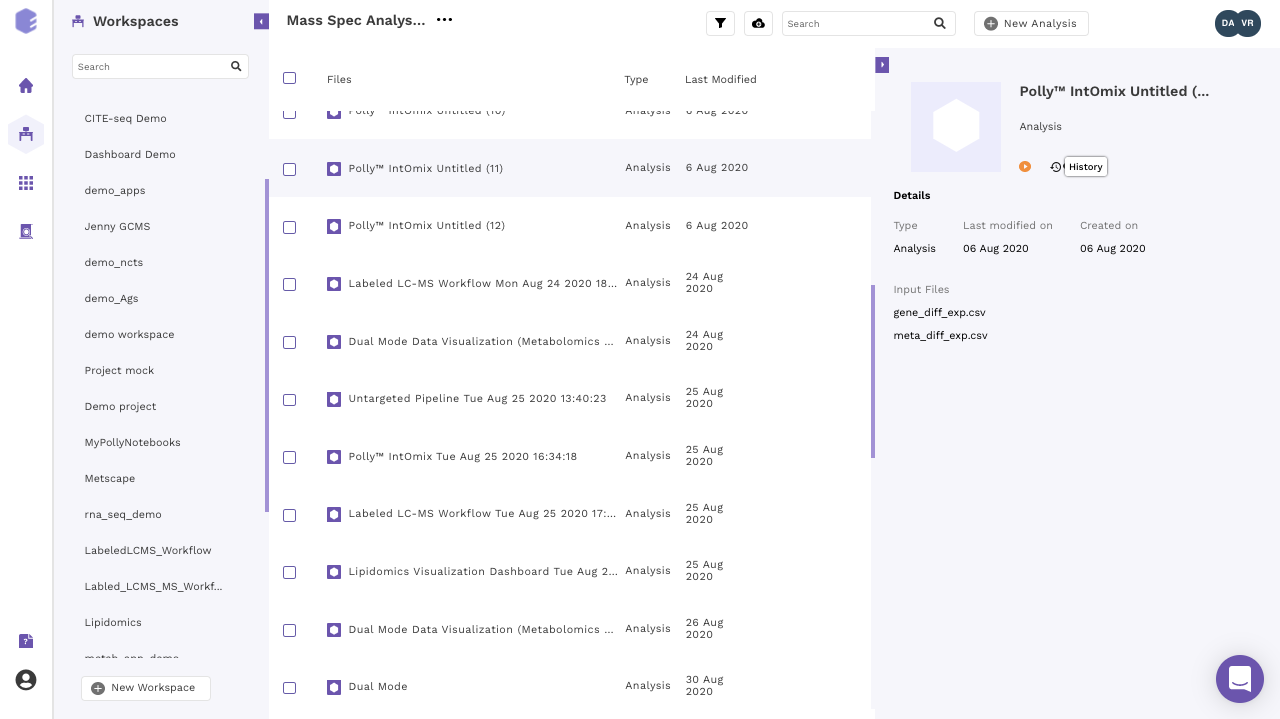 Workspaces
Mass Spec Analys...
Search
New Analysis
DA VR
Search
CITE-seq Demo
Dashboard Demo
demo_apps
Jenny GCMS
demo_ncts
demo_Ags
demo workspace
Project mock
Demo project
MyPollyNotebooks
Metscape
rna_seq_demo
LabeledLCMS_Workflow
Labled_LCMS_MS_Workf...
Lipidomics
metab_app_demo
New Workspace
Files Type Last Modified
Polly™ IntOmix Untitled (10) Analysis 6 Aug 2020
Polly™ IntOmix Untitled (11) Analysis 6 Aug 2020
Polly™ IntOmix Untitled (12) Analysis 6 Aug 2020
Labeled LC-MS Workflow Mon Aug 24 2020 18... Analysis 24 Aug
2020
Dual Mode Data Visualization (Metabolomics ... Analysis 24 Aug
2020
Untargeted Pipeline Tue Aug 25 2020 13:40:23 Analysis 25 Aug
2020
Polly™ IntOmix Tue Aug 25 2020 16:34:18 Analysis 25 Aug
2020
Labeled LC-MS Workflow Tue Aug 25 2020 17:... Analysis 25 Aug
2020
Lipidomics Visualization Dashboard Tue Aug 2... Analysis 25 Aug
2020
Dual Mode Data Visualization (Metabolomics ... Analysis 26 Aug
2020
Dual Mode Analysis 30 Aug
2020
Polly™ IntOmix Untitled (...
Analysis
History
Details
Type Last modified on Created on
Analysis 06 Aug 2020 06 Aug 2020
Input Files
gene_diff_exp.csv
meta_diff_exp.csv